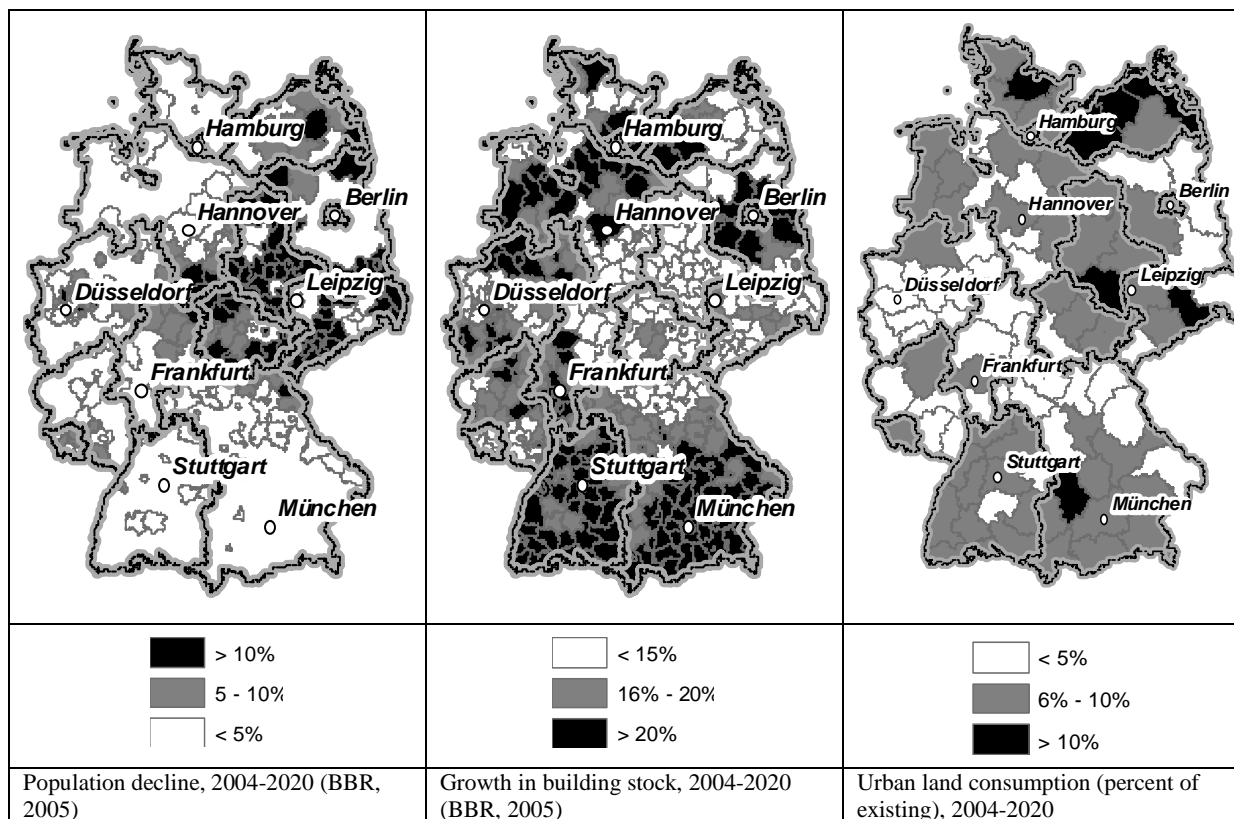 Hamburg
Berlin
Hannover
Leipzig
Düsseldorf
Frankfurt
Stuttgart
München
Hamburg
Berlin
Hannover
Leipzig
Düsseldorf
Frankfurt
Stuttgart
München
Hamburg
Berlin
Hannover
Leipzig
Düsseldorf
Frankfurt
Stuttgart
München
> 10%
5 - 10%
< 5%
< 15%
16% - 20%
> 20%
< 5%
6% - 10%
> 10%
Population decline, 2004-2020 (BBR,
2005)
Growth in building stock, 2004-2020
(BBR, 2005)
Urban land consumption (percent of
existing), 2004-2020